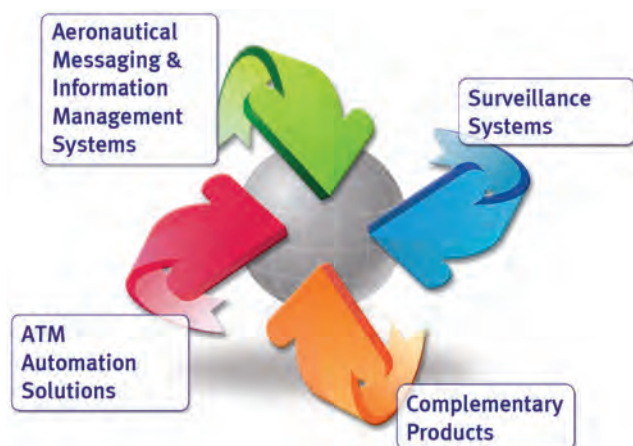 Aeronautical
Messaging &
Information
Management
Systems
Surveillance
Systems
ATM
Automation
Solutions
Complementary
Products